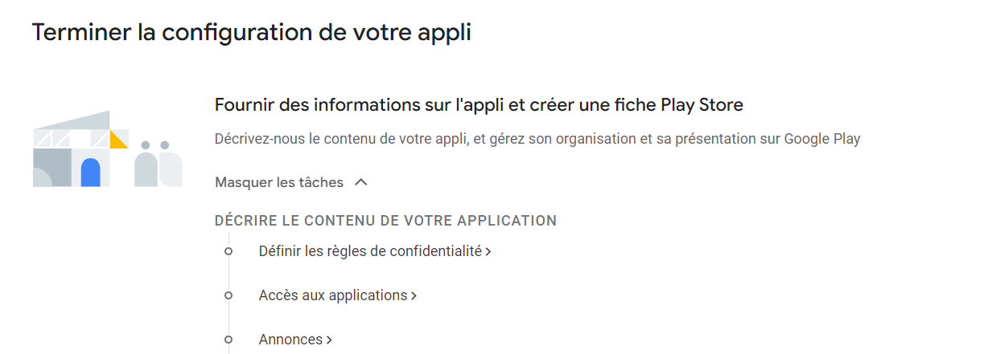 Terminer la configuration de votre appli
Fournir des informations sur l'appli et créer une fiche Play Store
Décrivez-nous le contenu de votre appli, et gérez son organisation et sa présentation sur Google Play
Masquer les tâches
DÉCRIRE LE CONTENU DE VOTRE APPLICATION
Définir les règles de confidentialité
Accès aux applications
Annonces